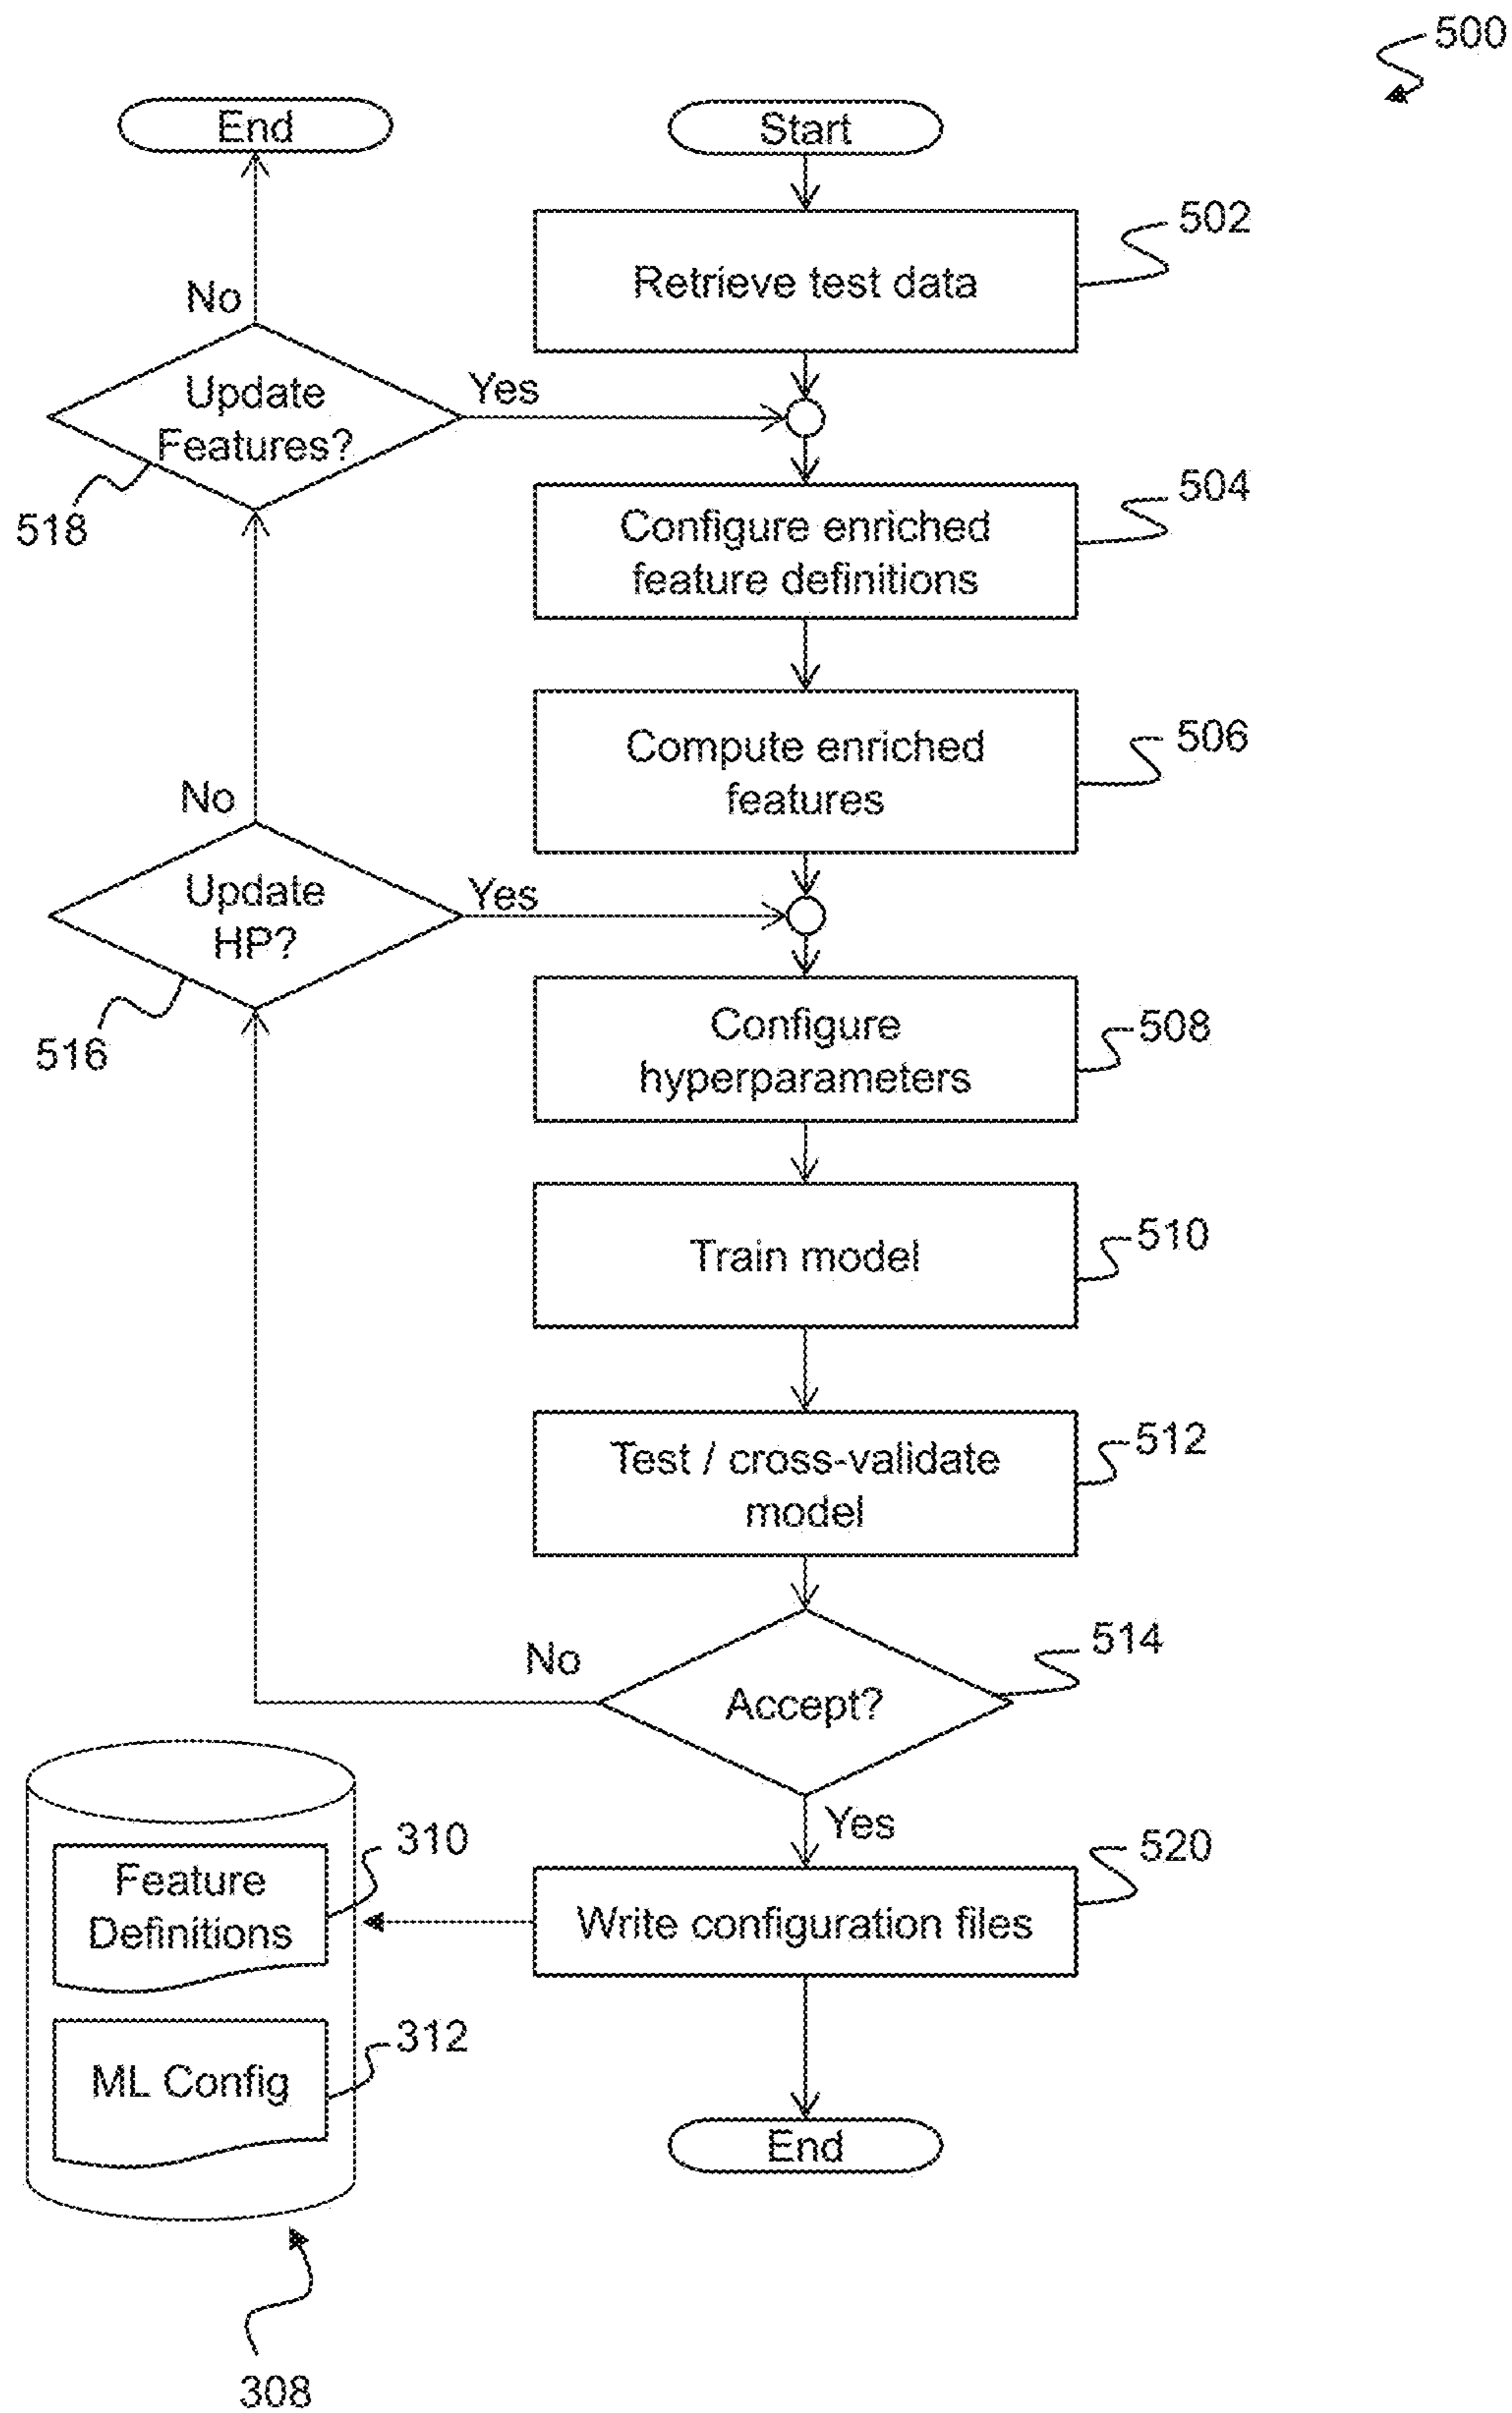 500
End
Start
502
Retrieve test data
No
Update
Features?
Yes
518
504
Configure enriched
feature definitions
506
Compute enriched
features
No
Update
HP?
Yes
516
508
Configure
hyperparameters
510
Train model
512
Test / cross-validate
model
514
No
Accept?
Yes
310
Feature
Definitions
520
Write configuration files
312
ML Config
End
308